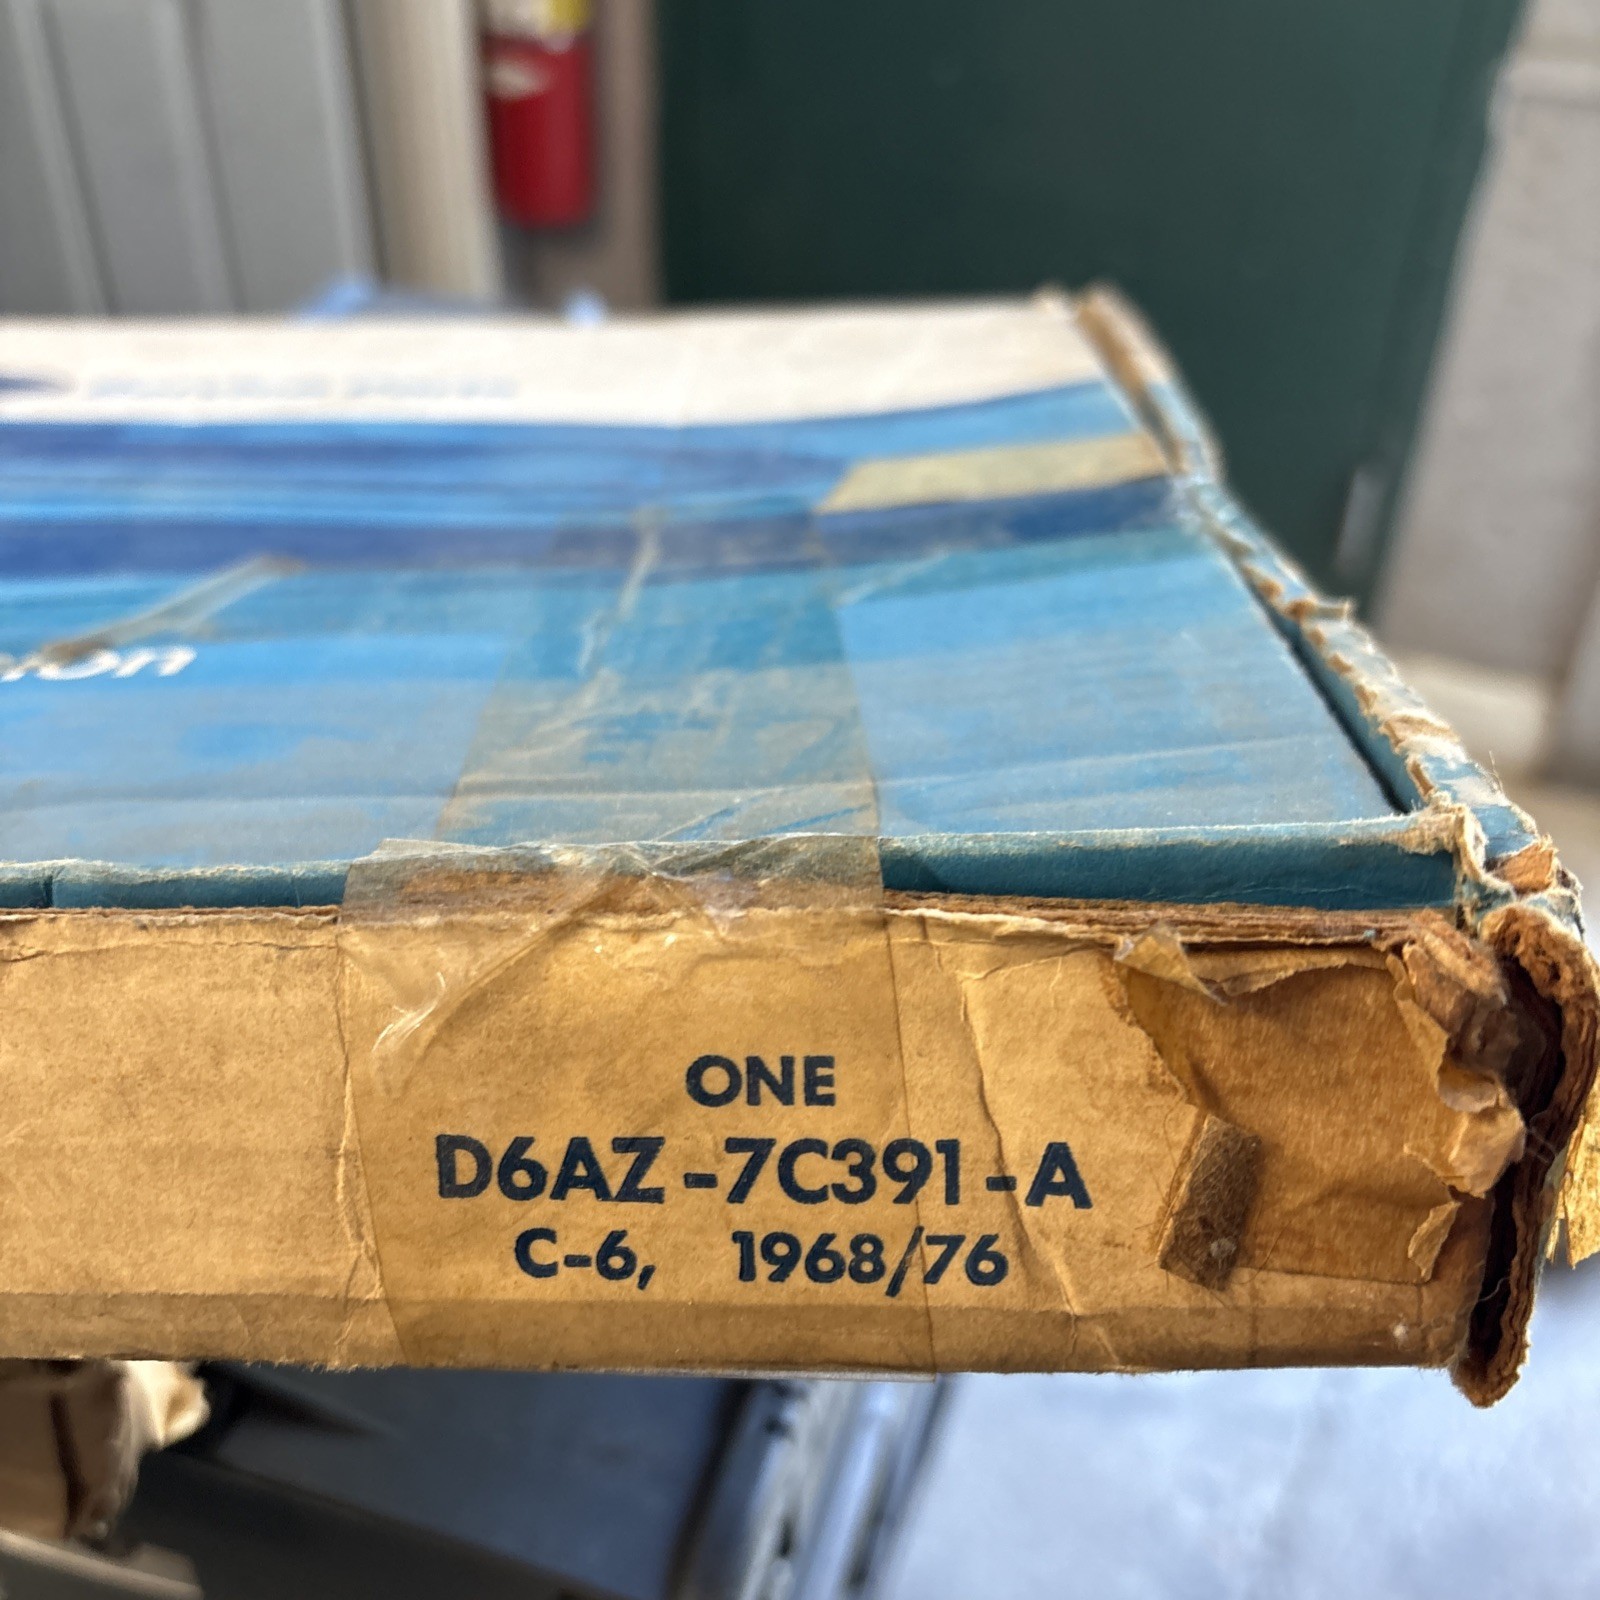 ONE
D6AZ-7C391-A
C-6, 1968/76